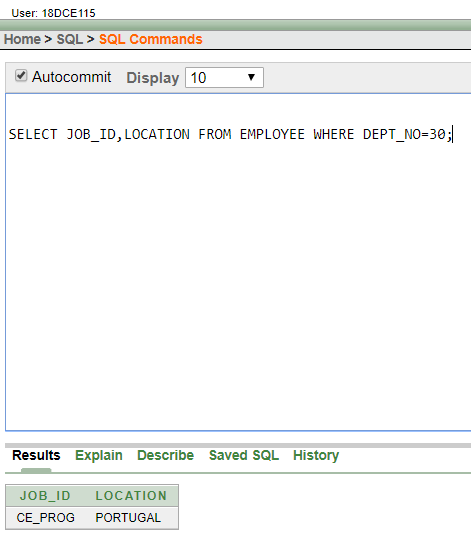 User: 18DCE115
Home > SQL > SQL Commands
Autocommit Display 10
SELECT JOB_ID,LOCATION FROM EMPLOYEE WHERE DEPT_NO=30;
Results Explain Describe Saved SQL History
JOB_ID LOCATION
CE_PROG PORTUGAL